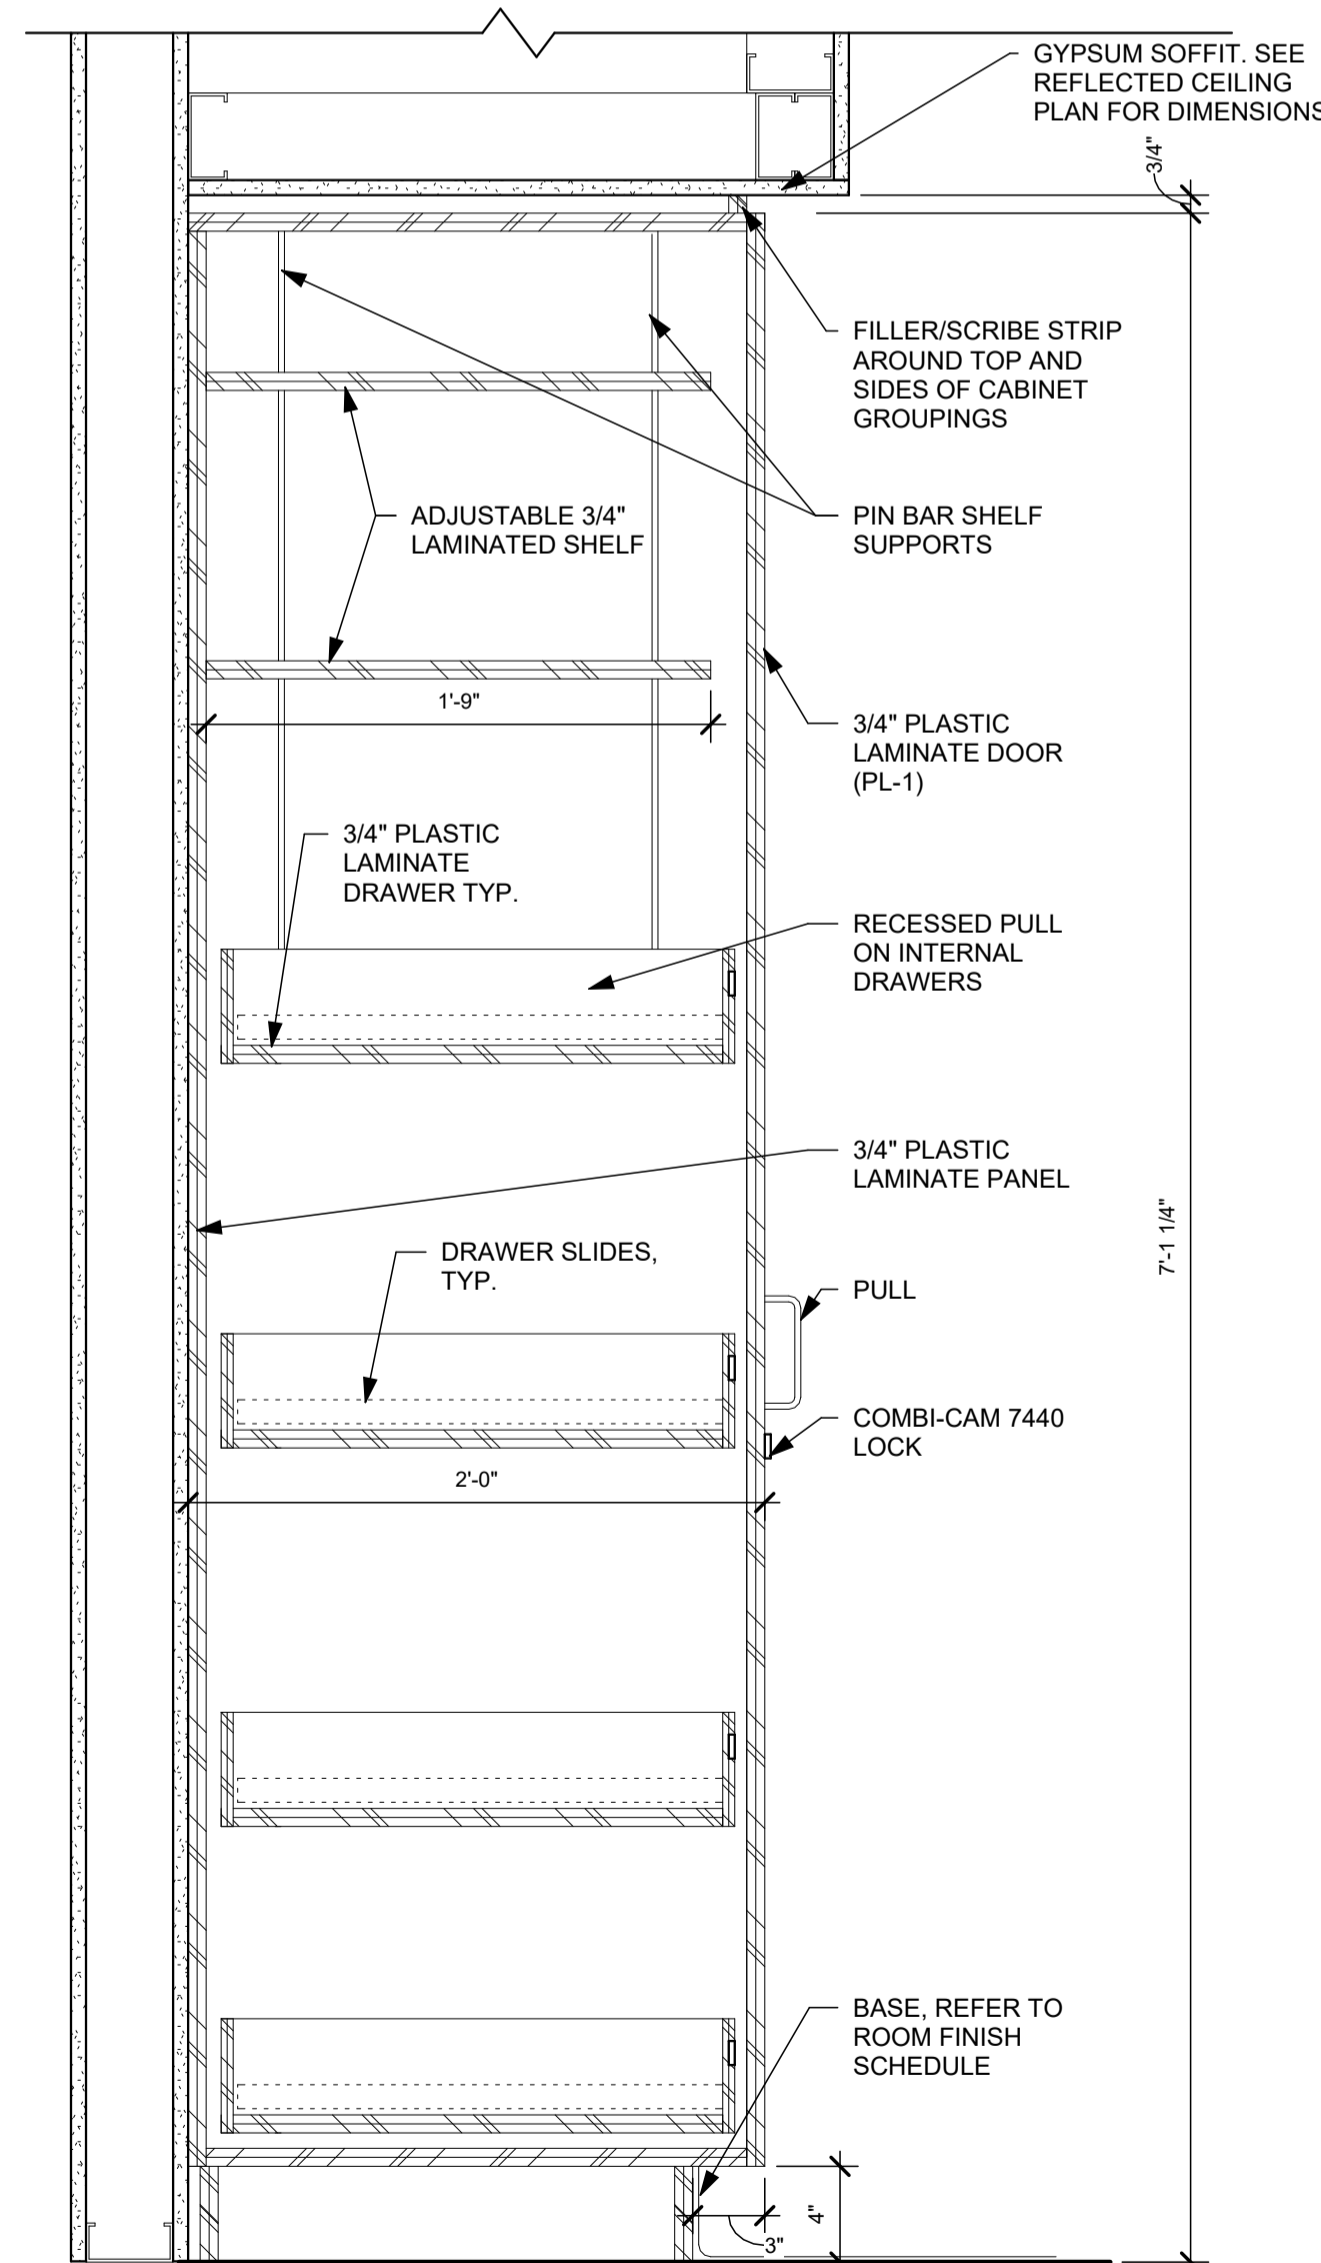 GYPSUM SOFFIT. SEE
REFLECTED CEILING
PLAN FOR DIMENSIONS
3/4"
FILLER/SCRIBE STRIP
AROUND TOP AND
SIDES OF CABINET
GROUPINGS
ADJUSTABLE 3/4"
LAMINATED SHELF
PIN BAR SHELF
SUPPORTS
1'-9"
3/4" PLASTIC
LAMINATE DOOR
(PL-1)
3/4" PLASTIC
LAMINATE
DRAWER TYP.
RECESSED PULL
ON INTERNAL
DRAWERS
3/4" PLASTIC
LAMINATE PANEL
7'-1 1/4"
DRAWER SLIDES,
TYP.
PULL
COMBI-CAM 7440
LOCK
2'-0"
BASE, REFER TO
ROOM FINISH
SCHEDULE
4"
3"